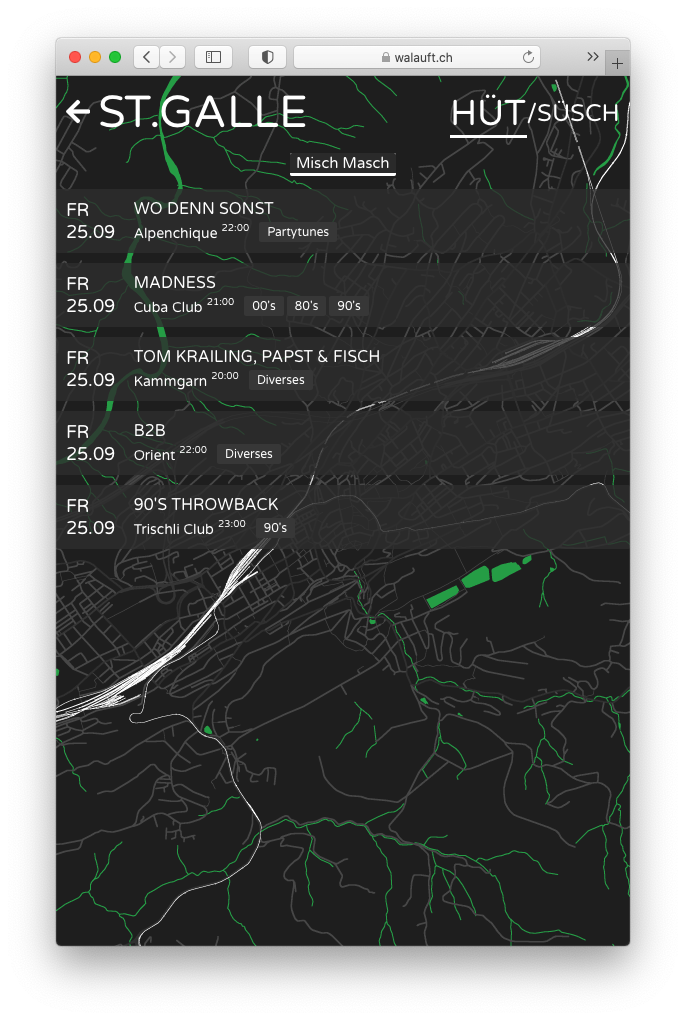 walauft.ch
ST.GALLE
HÜT/SÜSCH
Misch Masch
FR
25.09
WO DENN SONST
Alpenchique 22:00 Partytunes
FR
25.09
MADNESS
Cuba Club 21:00 00's 80's 90's
FR
25.09
TOM KRAILING, PAPST & FISCH
Kammgarn 20:00 Diverses
FR
25.09
B2B
Orient 22:00 Diverses
FR
25.09
90'S THROWBACK
Trischli Club 23:00 90's